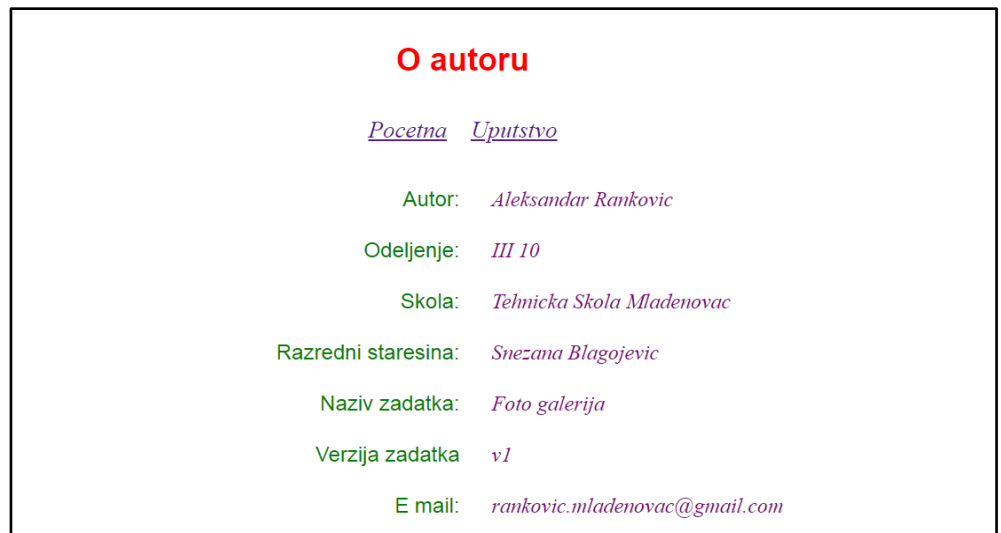 O autoru
Pocetna Uputstvo
Autor: Aleksandar Rankovic
Odeljenje: III 10
Skola: Tehnicka Skola Mladenovac
Razredni staresina: Snezana Blagojevic
Naziv zadatka: Foto galerija
Verzija zadatka v1
E mail: rankovic.mladenovac@gmail.com